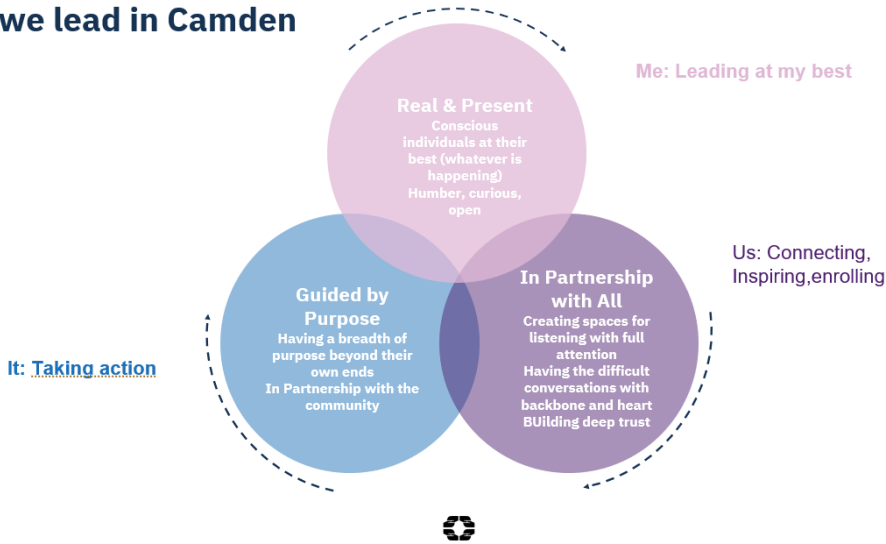 we lead in Camden
Me: Leading at my best
Real & Present
Conscious
individuals at their
best (whatever is
happening)
Humber, curious,
open
Us: Connecting,
Inspiring,enrolling
In Partnership
with All
Creating spaces for
listening with full
attention
Having the difficult
conversations with
backbone and heart
BUilding deep trust
Guided by
Purpose
Having a breadth of
purpose beyond their
own ends
In Partnership with the
community
It: Taking action